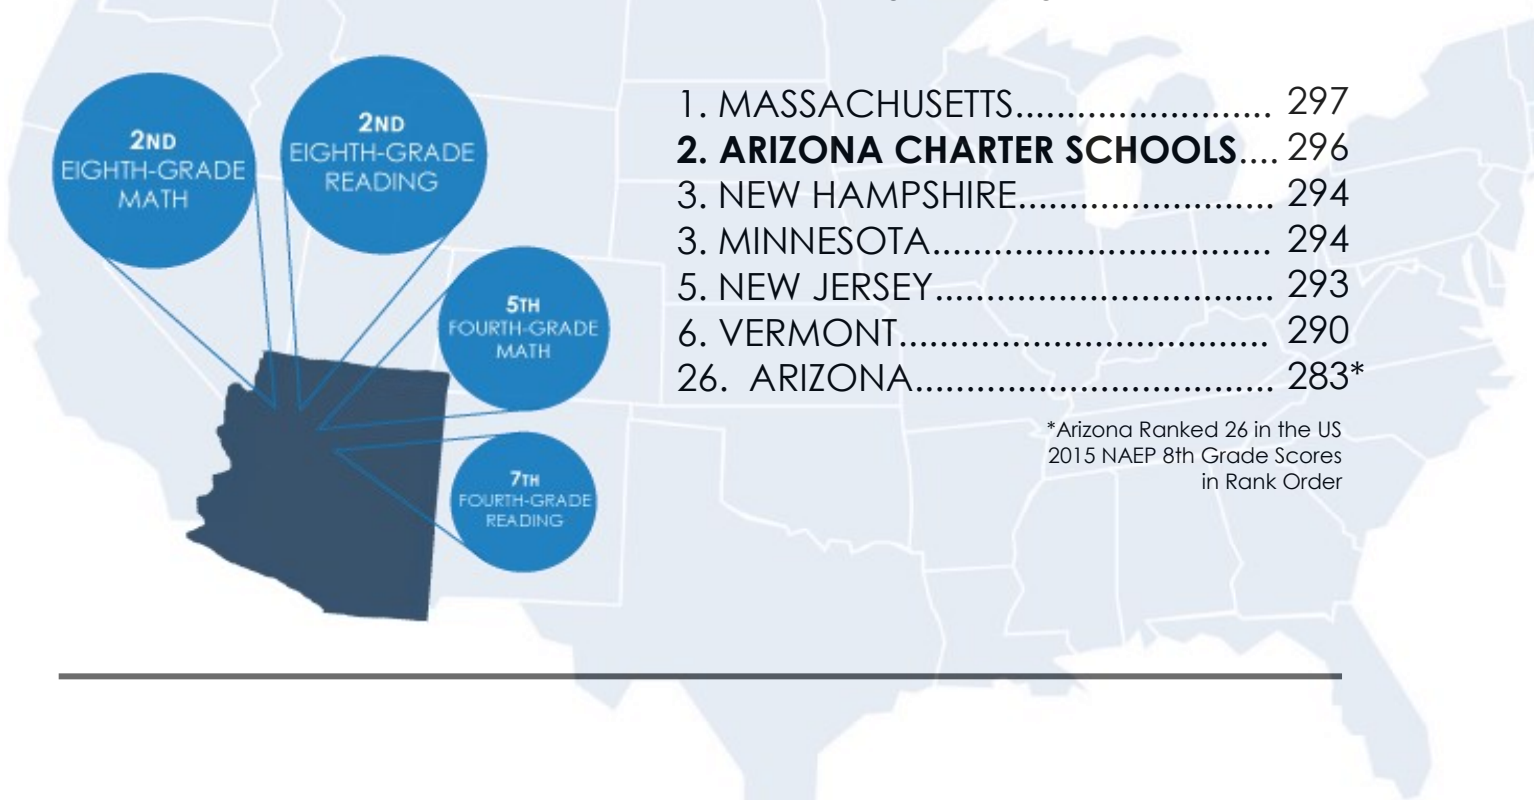 2ND
EIGHTH-GRADE
MATH
2ND
EIGHTH-GRADE
READING
5TH
FOURTH-GRADE
MATH
7TH
FOURTH-GRADE
READING
1. MASSACHUSETTS......................... 297
2. ARIZONA CHARTER SCHOOLS.... 296
3. NEW HAMPSHIRE......................... 294
3. MINNESOTA................................. 294
5. NEW JERSEY................................. 293
6. VERMONT.................................... 290
26. ARIZONA................................... 283*
*Arizona Ranked 26 in the US
2015 NAEP 8th Grade Scores
in Rank Order